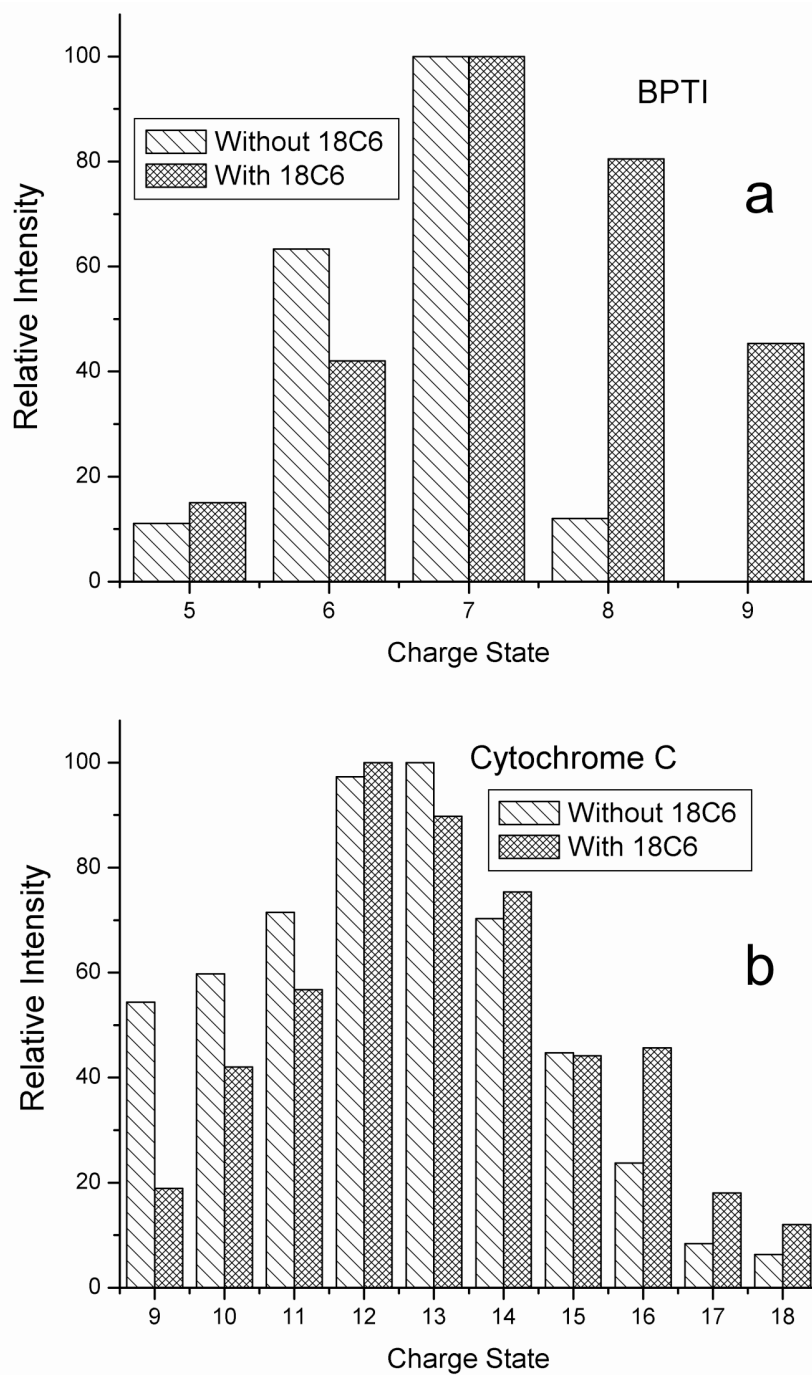 100
80
60
40
20
0
Relative Intensity
BPTI
Without 18C6
With 18C6
a
5 6 7 8 9
Charge State
100
80
60
40
20
0
Relative Intensity
Cytochrome C
Without 18C6
With 18C6
b
9 10 11 12 13 14 15 16 17 18
Charge State